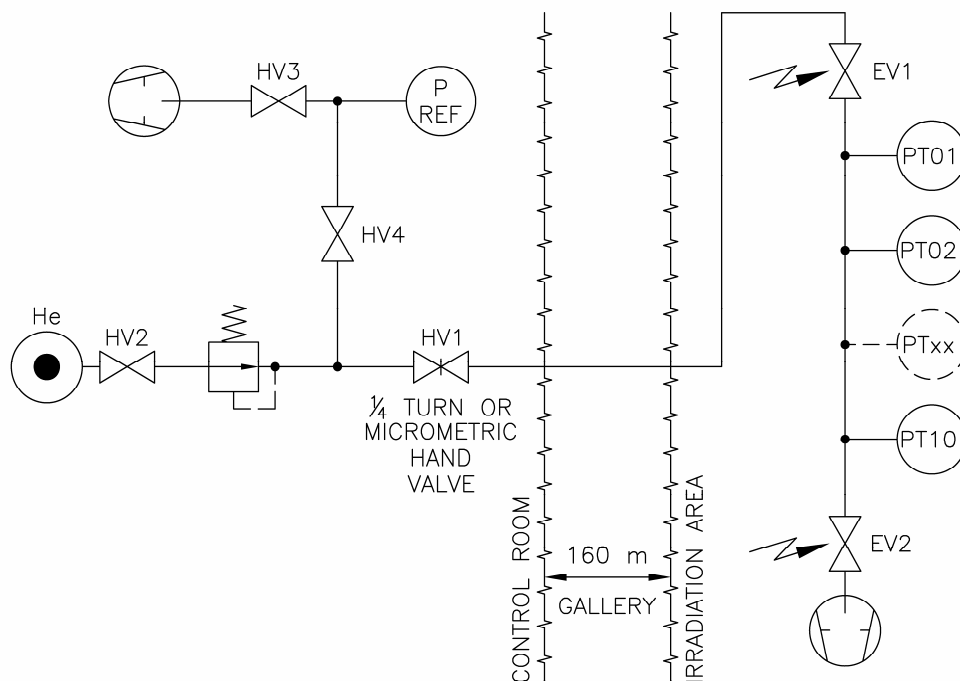 HV3
P
REF
EV1
PT01
HV4
PT02
He
HV2
HV1
PTxx
¼ TURN OR
MICROMETRIC
HAND
VALVE
PT10
CONTROL ROOM
160 m
GALLERY
IRRADIATION AREA
EV2